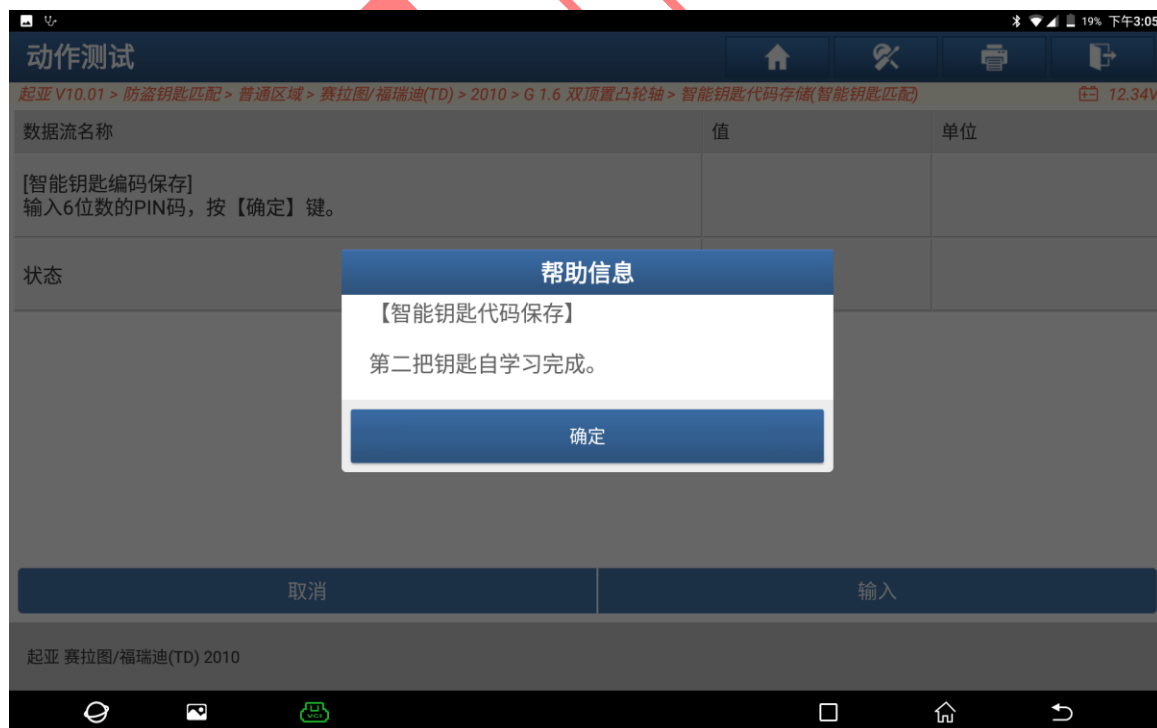 19% 下午3:05
动作测试
起亚 V10.01 > 防盗钥匙匹配 > 普通区域 > 赛拉图/福瑞迪(TD) > 2010 > G 1.6 双顶置凸轮轴 > 智能钥匙代码存储(智能钥匙匹配) 12.34V
数据流名称 值 单位
[智能钥匙编码保存]
输入6位数的PIN码，按【确定】键。
状态
帮助信息
【智能钥匙代码保存】
第二把钥匙自学习完成。
确定
取消 输入
起亚 赛拉图/福瑞迪(TD) 2010
VCI